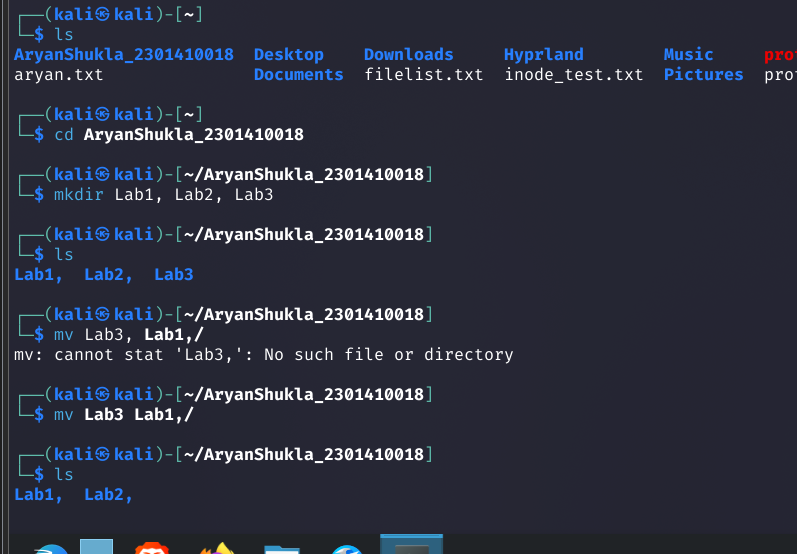 ┌──(kali㉿kali)-[~]
└─$ ls
AryanShukla_2301410018  Desktop    Downloads     Hyprland        Music
aryan.txt               Documents  filelist.txt  inode_test.txt  Pictures
┌──(kali㉿kali)-[~]
└─$ cd AryanShukla_2301410018
┌──(kali㉿kali)-[~/AryanShukla_2301410018]
└─$ mkdir Lab1, Lab2, Lab3
┌──(kali㉿kali)-[~/AryanShukla_2301410018]
└─$ ls
Lab1,  Lab2,  Lab3
┌──(kali㉿kali)-[~/AryanShukla_2301410018]
└─$ mv Lab3, Lab1,/
mv: cannot stat 'Lab3,': No such file or directory
┌──(kali㉿kali)-[~/AryanShukla_2301410018]
└─$ mv Lab3 Lab1,/
┌──(kali㉿kali)-[~/AryanShukla_2301410018]
└─$ ls
Lab1,  Lab2,